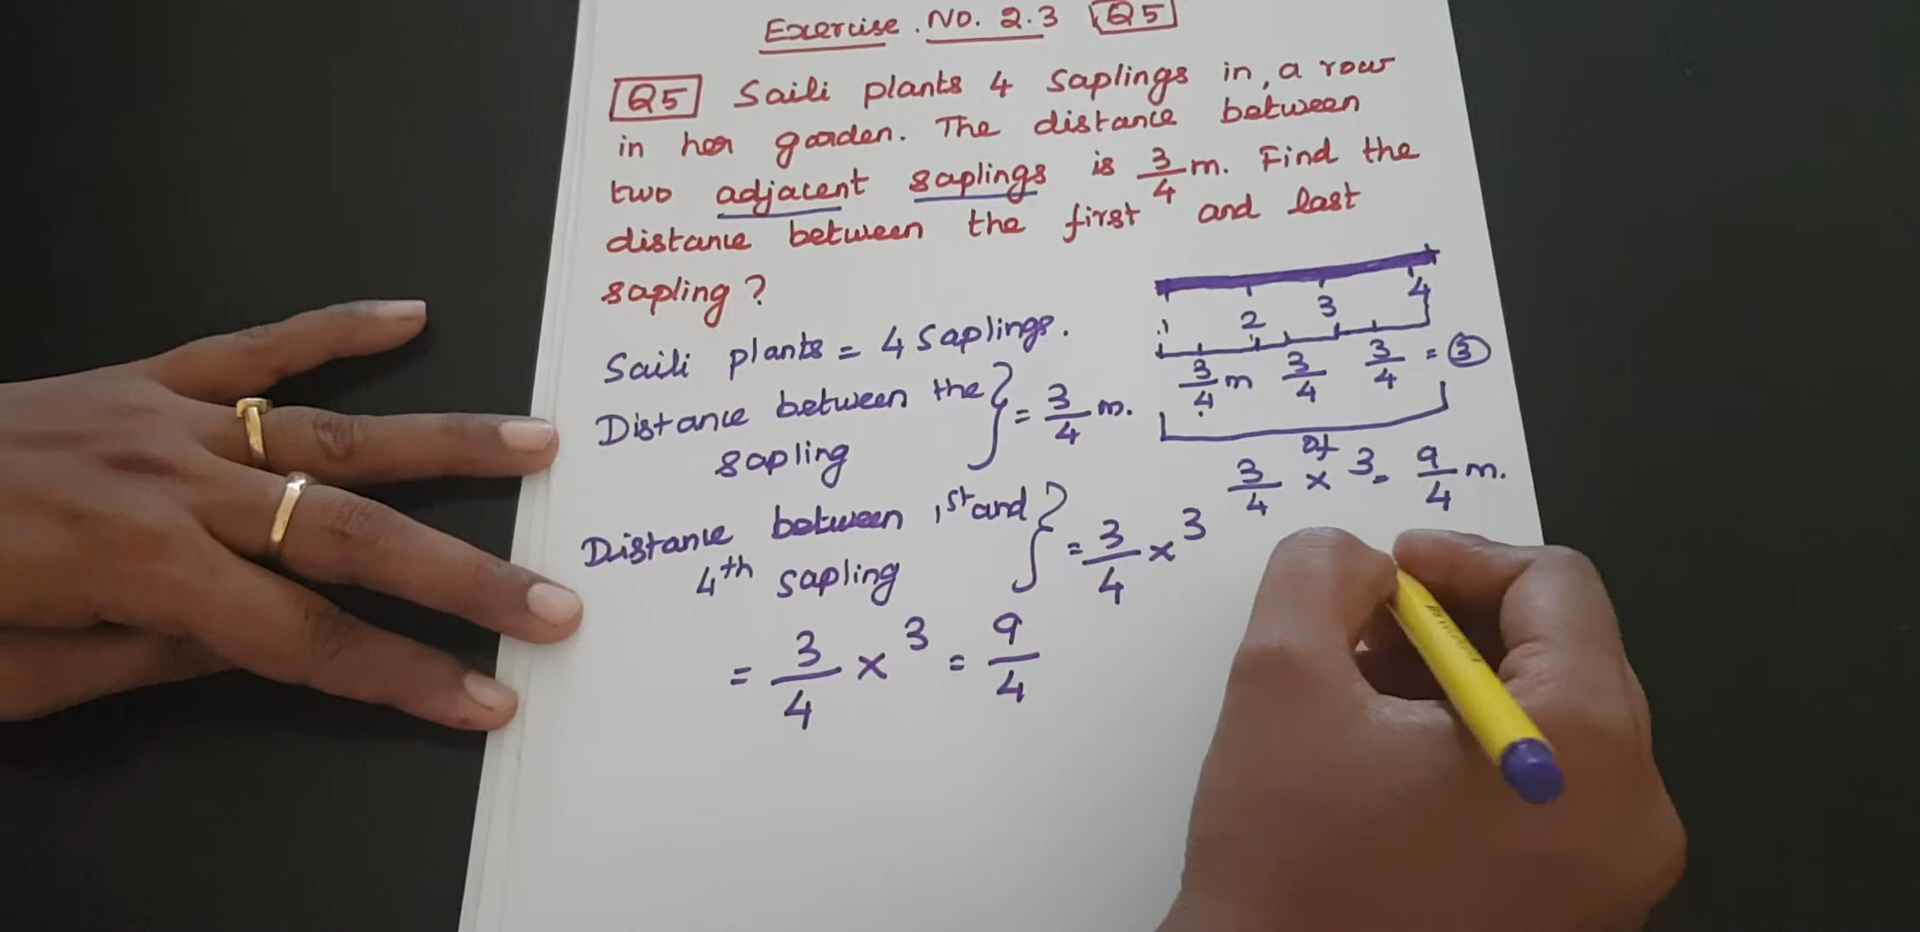 Exercise. No. 2.3 Q5
Q5 Saili plants 4 saplings in a row
in her garden. The distance between
two adjacent saplings is 3/4 m. Find the
distance between the first and last
sapling?
Saili plants = 4 saplings.
Distance between the
sapling } = 3/4 m.
Distance between 1st and
4th sapling } = 3/4 x 3
= 3/4 x 3 = 9/4
1 2 3 4
3/4 m 3/4 3/4 = 3
of
3/4 x 3 = 9/4 m.